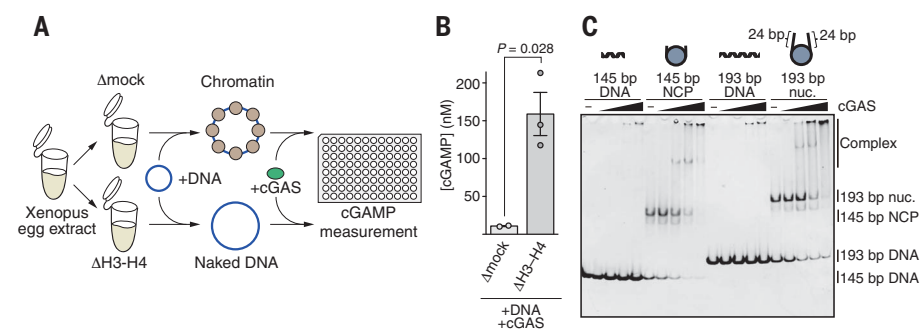 A
Δmock
Chromatin
+DNA
+cGAS
Xenopus
egg extract
cGAMP
measurement
ΔH3-H4
Naked DNA
B
P = 0.028
[cGAMP] (nM)
200
150
100
50
Δmock
ΔH3–H4
+DNA
+cGAS
C
24 bp
24 bp
145 bp
DNA
145 bp
NCP
193 bp
DNA
193 bp
nuc.
–
–
–
–
cGAS
Complex
193 bp nuc.
145 bp NCP
193 bp DNA
145 bp DNA